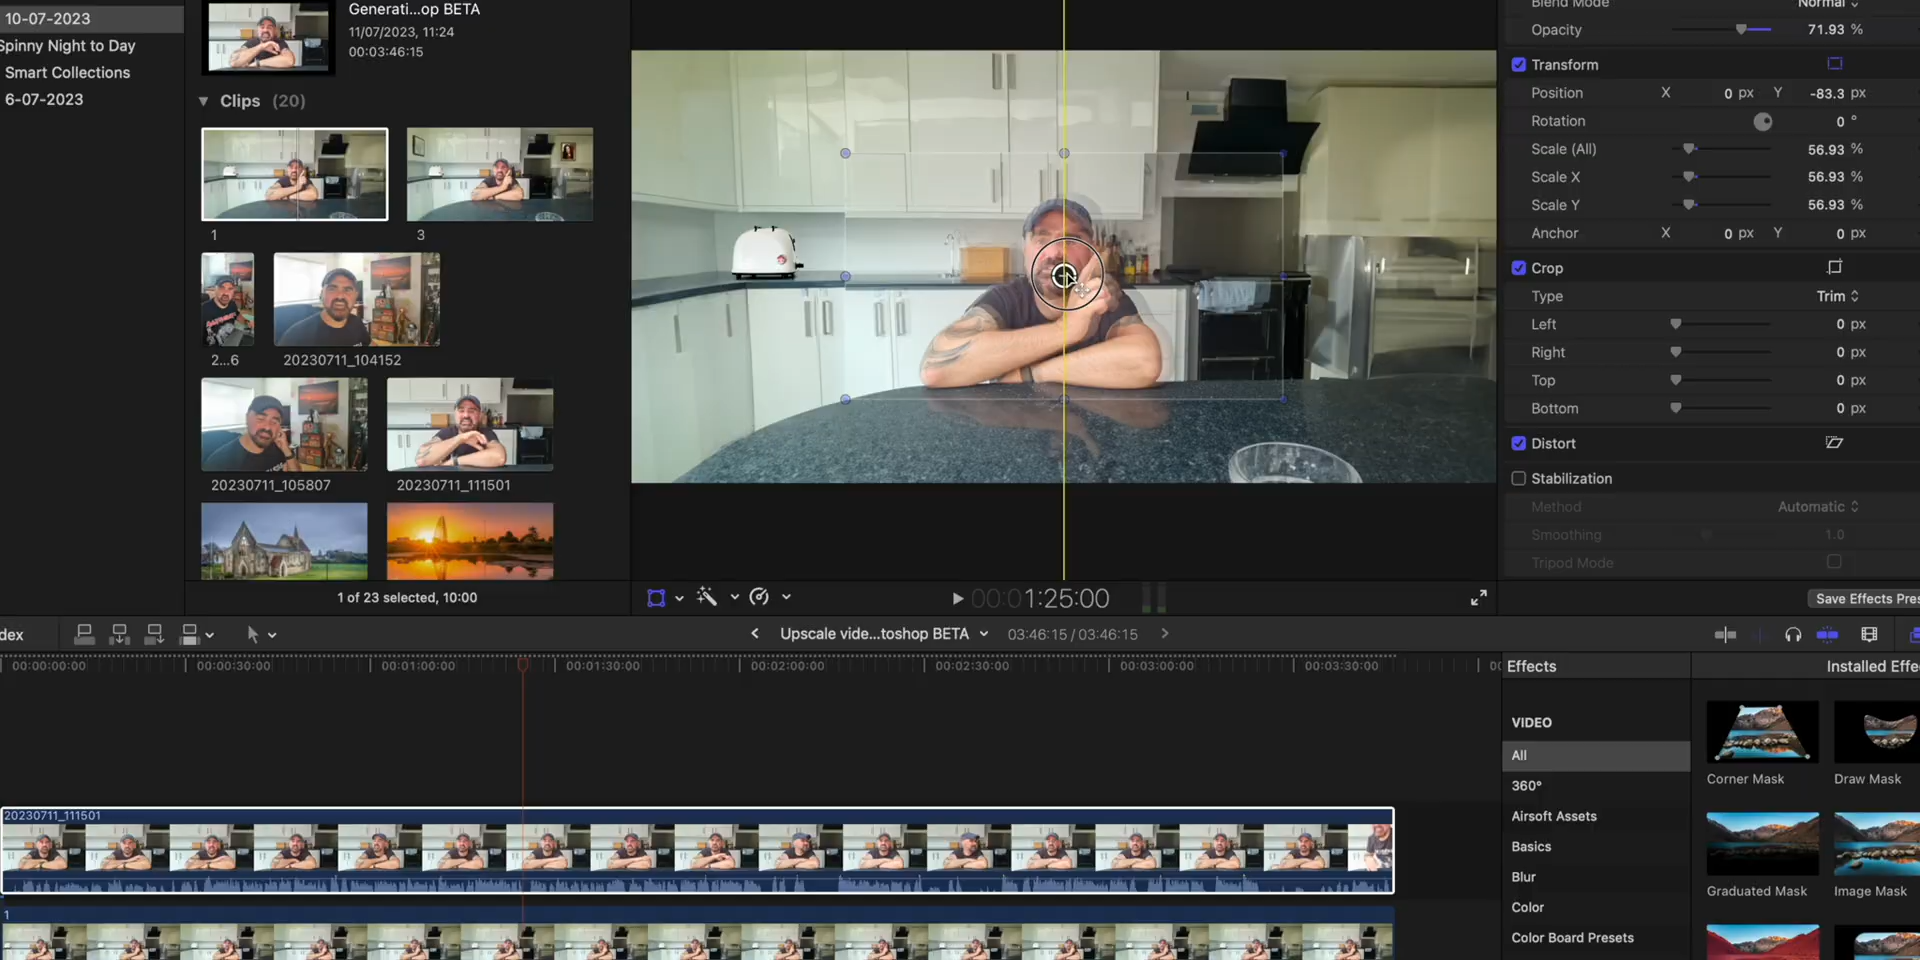 10-07-2023
Spinny Night to Day
Smart Collections
6-07-2023
Generati...op BETA
11/07/2023, 11:24
00:03:46:15
Clips (20)
1
3
2...6
20230711_104152
20230711_105807
20230711_111501
1 of 23 selected, 10:00
00:01:25:00
Blend Mode Normal
Opacity 71.93 %
Transform
Position X 0 px Y -83.3 px
Rotation 0 °
Scale (All) 56.93 %
Scale X 56.93 %
Scale Y 56.93 %
Anchor X 0 px Y 0 px
Crop
Type Trim
Left 0 px
Right 0 px
Top 0 px
Bottom 0 px
Distort
Stabilization
Method Automatic
Smoothing 1.0
Tripod Mode
Save Effects Pres
dex
Upscale vide...toshop BETA 03:46:15 / 03:46:15
00:00:00:00 00:00:30:00 00:01:00:00 00:01:30:00 00:02:00:00 00:02:30:00 00:03:00:00 00:03:30:00 00
20230711_111501
1
Effects Installed Effe
VIDEO
All
360°
Airsoft Assets
Basics
Blur
Color
Color Board Presets
Corner Mask
Draw Mask
Graduated Mask
Image Mask